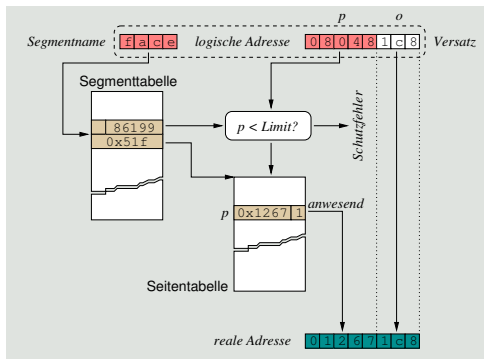 p o
Segmentname f a c e logische Adresse 0 8 0 4 8 1 c 8 Versatz
Segmenttabelle
86199
p < Limit?
Schutzfehler
0x51f
p 0x1267 1 anwesend
Seitentabelle
reale Adresse 0 1 2 6 7 1 c 8